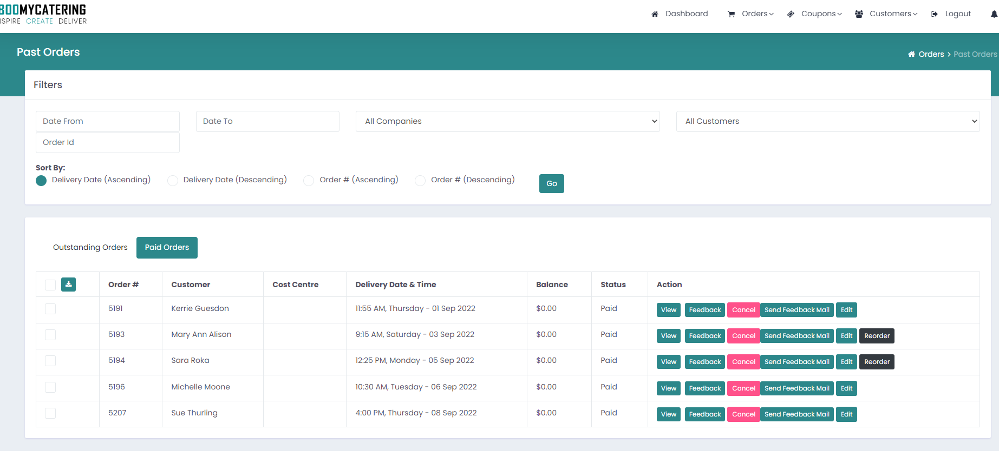 800MYCATERING
NSPIRE CREATE DELIVER
Dashboard Orders Coupons Customers Logout
Past Orders
Orders > Past Orders
Filters
Date From Date To All Companies All Customers
Order Id
Sort By:
Delivery Date (Ascending) Delivery Date (Descending) Order # (Ascending) Order # (Descending) Go
Outstanding Orders Paid Orders
Order # Customer Cost Centre Delivery Date & Time Balance Status Action
5191 Kerrie Guesdon 11:55 AM, Thursday - 01 Sep 2022 $0.00 Paid View Feedback Cancel Send Feedback Mail Edit
5193 Mary Ann Alison 9:15 AM, Saturday - 03 Sep 2022 $0.00 Paid View Feedback Cancel Send Feedback Mail Edit Reorder
5194 Sara Roka 12:25 PM, Monday - 05 Sep 2022 $0.00 Paid View Feedback Cancel Send Feedback Mail Edit Reorder
5196 Michelle Moone 10:30 AM, Tuesday - 06 Sep 2022 $0.00 Paid View Feedback Cancel Send Feedback Mail Edit
5207 Sue Thurling 4:00 PM, Thursday - 08 Sep 2022 $0.00 Paid View Feedback Cancel Send Feedback Mail Edit